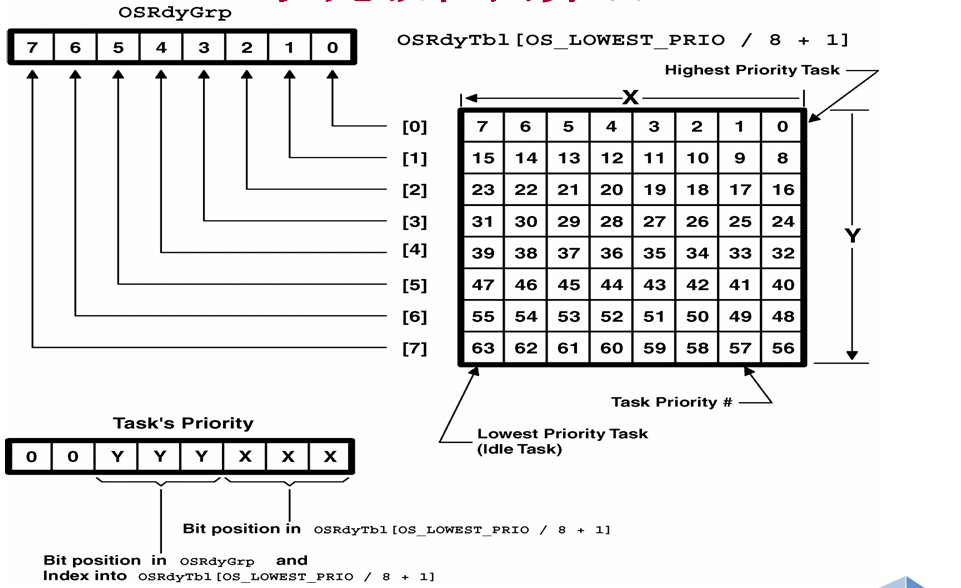 OSRdyGrp
7 6 5 4 3 2 1 0
OSRdyTbl[OS_LOWEST_PRIO / 8 + 1]
Highest Priority Task
X
[0] 7 6 5 4 3 2 1 0
[1] 15 14 13 12 11 10 9 8
[2] 23 22 21 20 19 18 17 16
[3] 31 30 29 28 27 26 25 24
Y
[4] 39 38 37 36 35 34 33 32
[5] 47 46 45 44 43 42 41 40
[6] 55 54 53 52 51 50 49 48
[7] 63 62 61 60 59 58 57 56
Task Priority #
Lowest Priority Task
(Idle Task)
Task's Priority
0 0 Y Y Y X X X
Bit position in OSRdyTbl[OS_LOWEST_PRIO / 8 + 1]
Bit position in OSRdyGrp and
Index into OSRdyTbl[OS_LOWEST_PRIO / 8 + 1]